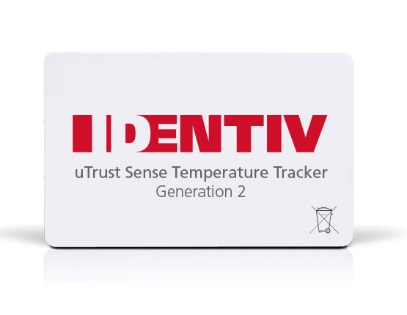 IDENTIV
uTrust Sense Temperature Tracker
Generation 2